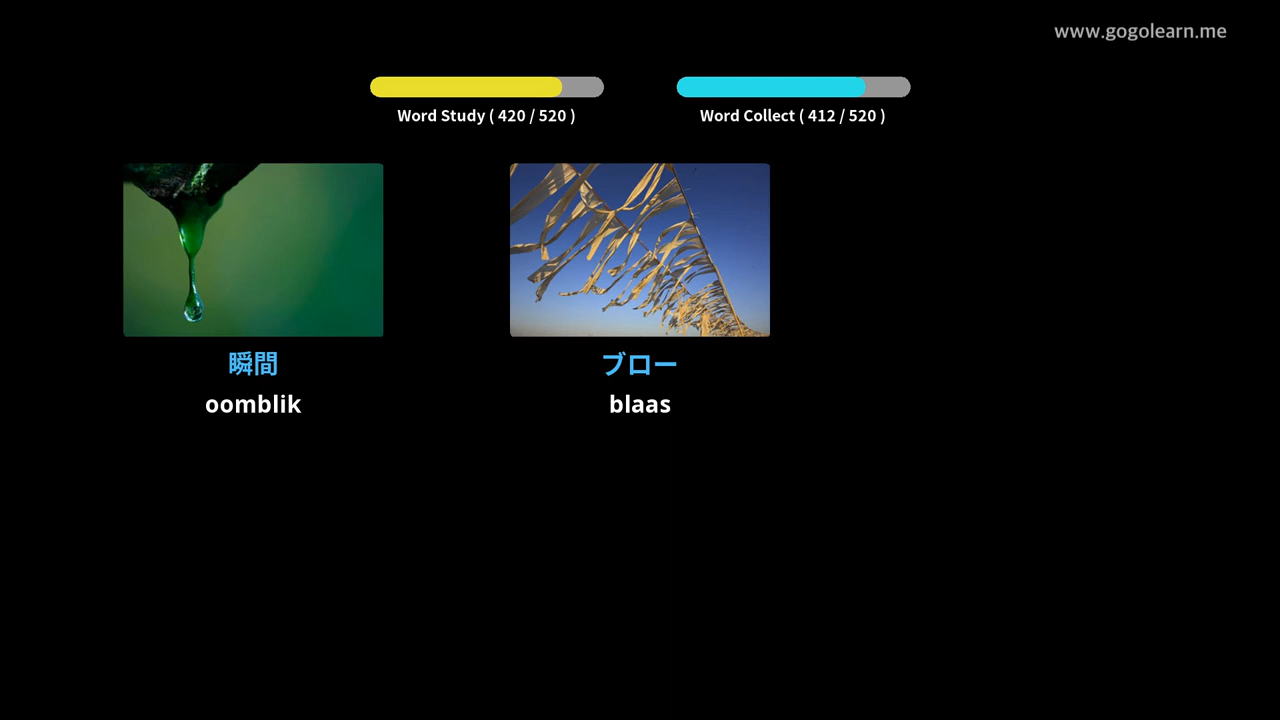 www.gogolearn.me
Word Study ( 420 / 520 )
Word Collect ( 412 / 520 )
瞬間
oomblik
ブロー
blaas